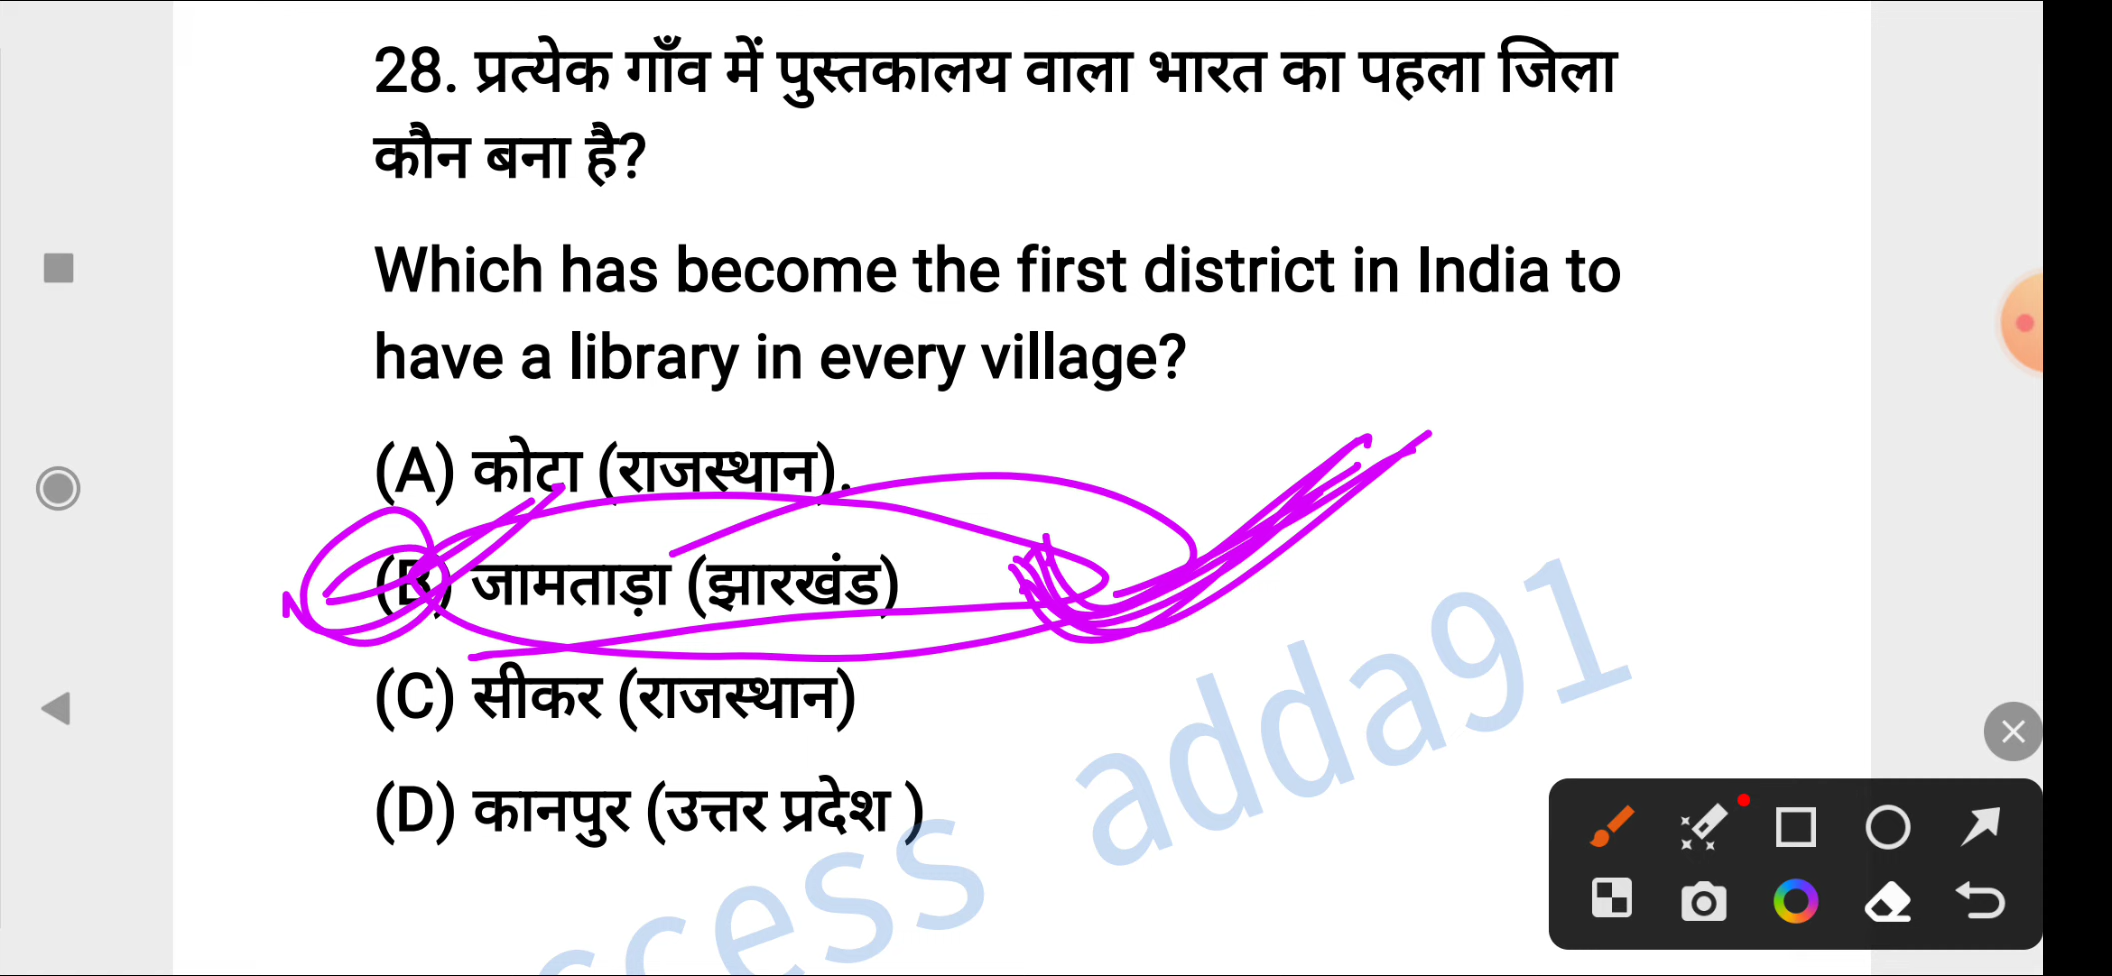 28. प्रत्येक गाँव में पुस्तकालय वाला भारत का पहला जिला
कौन बना है?
Which has become the first district in India to
have a library in every village?
(A) कोटा (राजस्थान).
(B) जामताड़ा (झारखंड)
(C) सीकर (राजस्थान)
(D) कानपुर (उत्तर प्रदेश )
ccess adda91